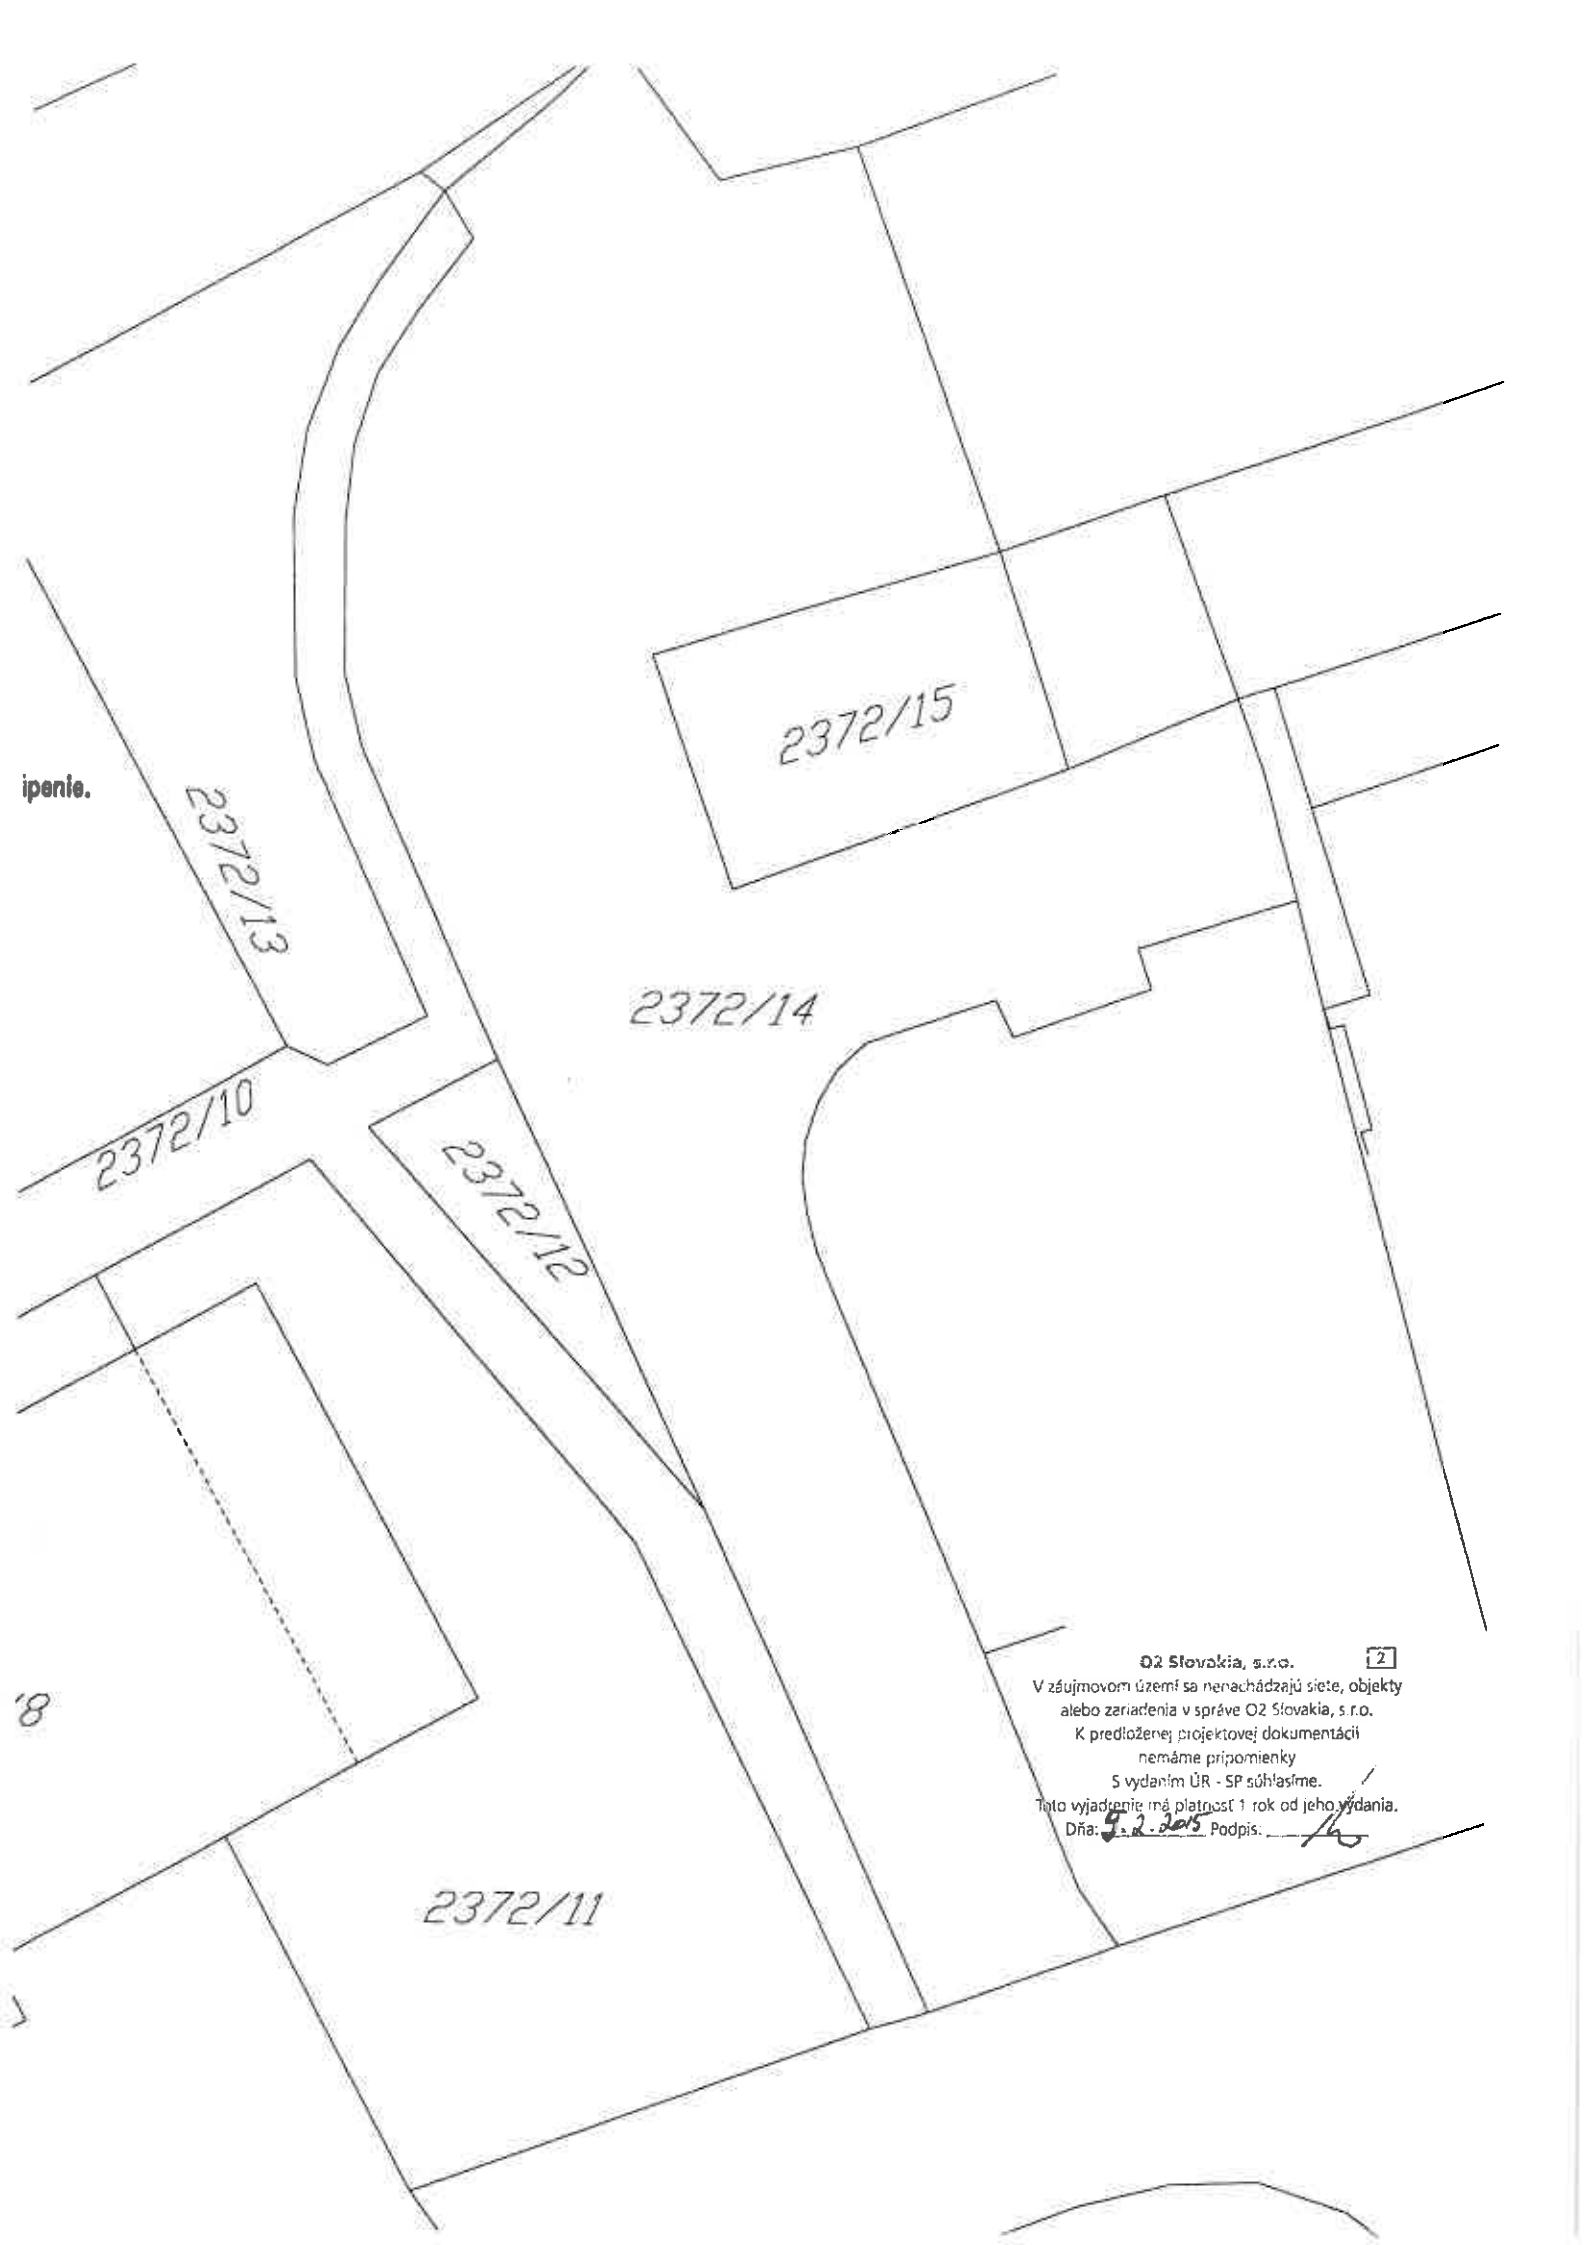 2372/15
ipenie.
2372/13
2372/14
2372/10
2372/12
O2 Slovakia, s.r.o.
2
V záujmovom území sa nenachádzajú siete, objekty
alebo zariadenia v správe O2 Slovakia, s.r.o.
K predloženej projektovej dokumentácii
nemáme pripomienky
S vydaním ÚR - SP súhlasíme.
Toto vyjadrenie má platnosť 1 rok od jeho vydania.
Dňa: 9.2.2015 Podpis:
'8
2372/11